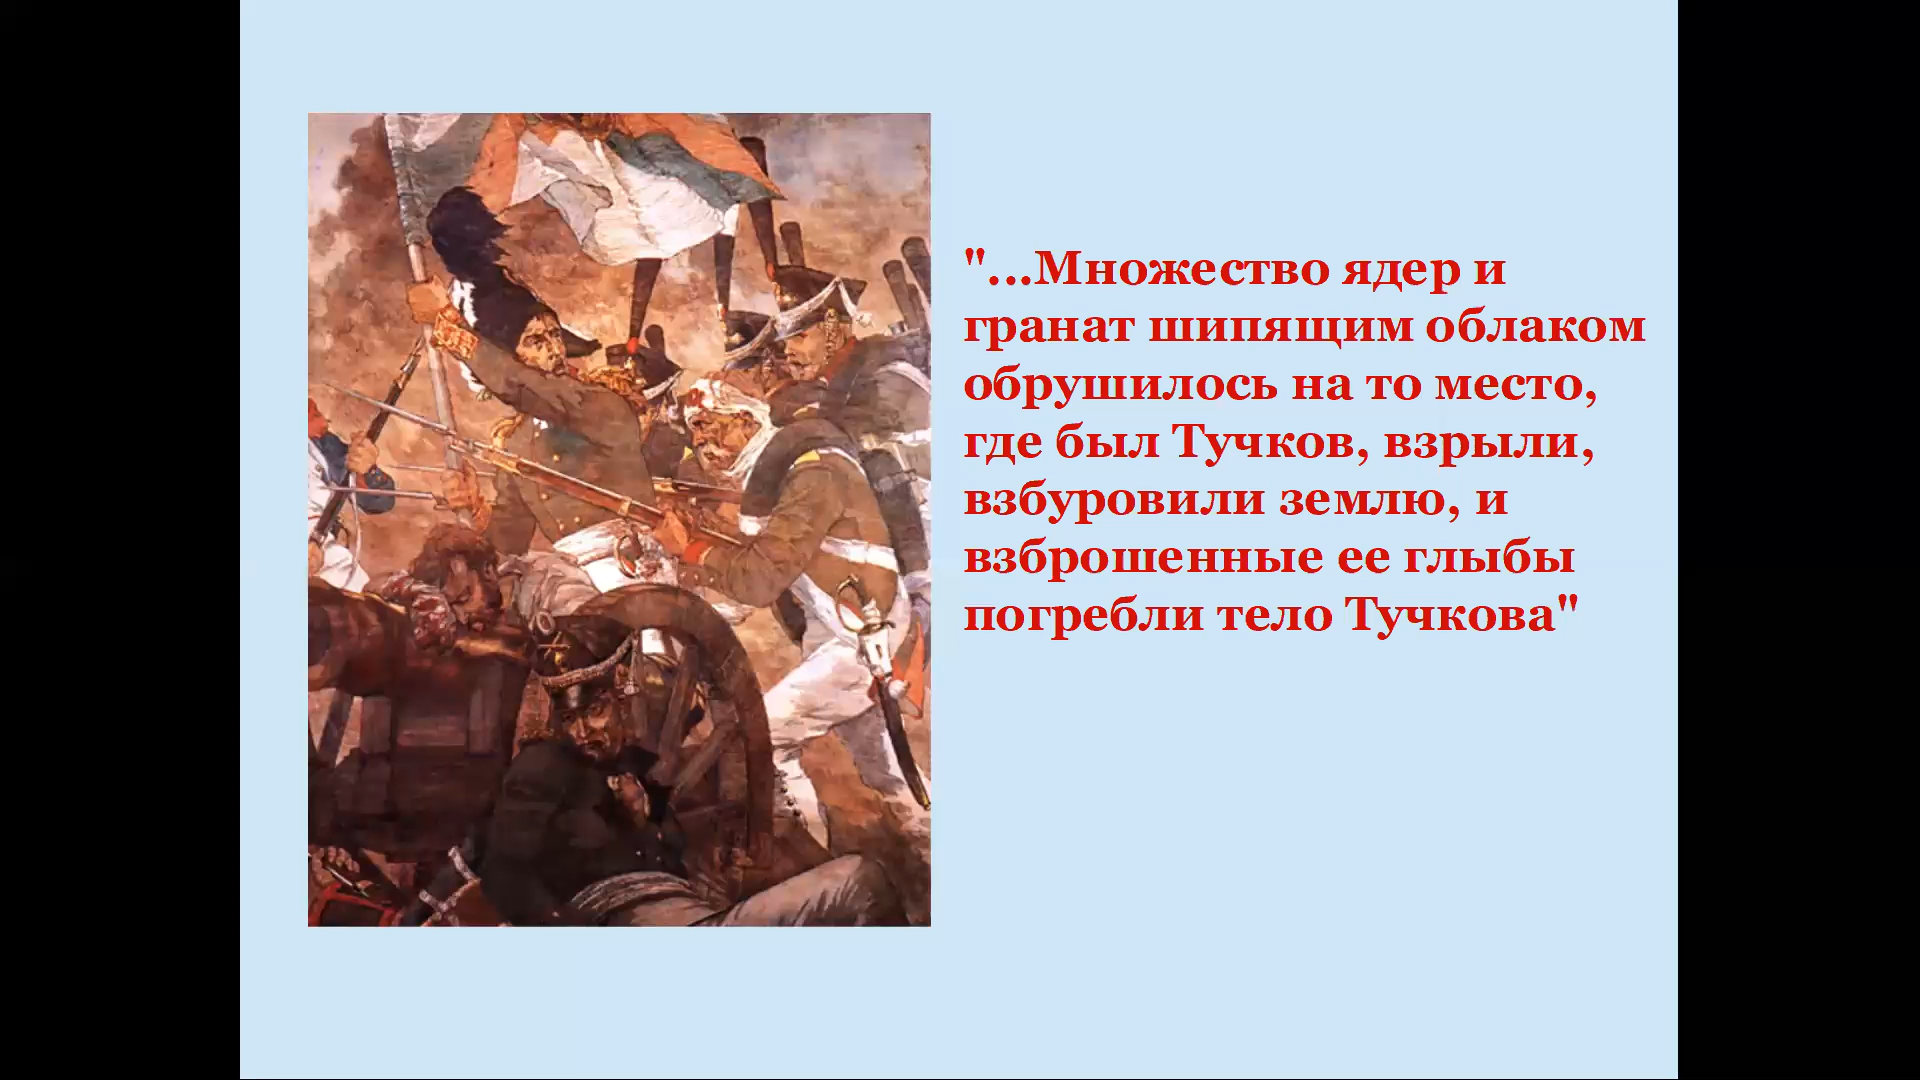 "...Множество ядер и
гранат шипящим облаком
обрушилось на то место,
где был Тучков, взрыли,
взбуровили землю, и
взброшенные ее глыбы
погребли тело Тучкова"